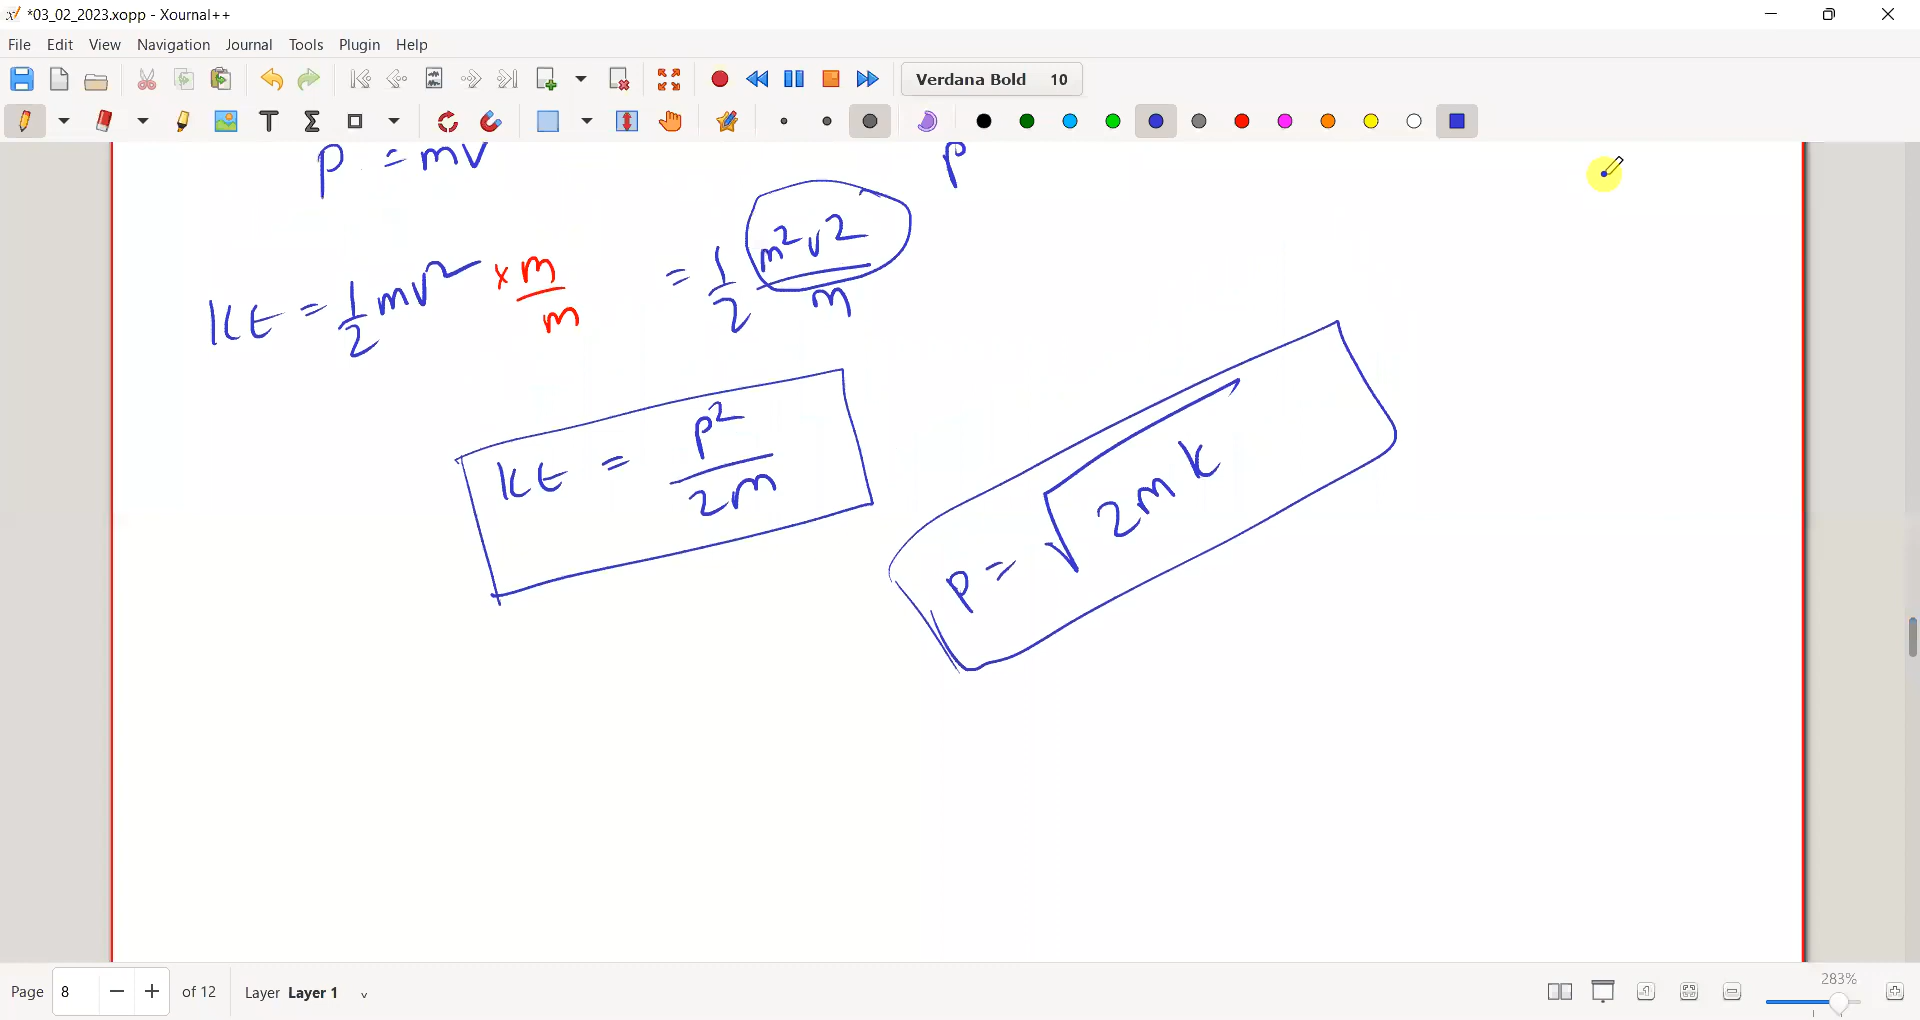 *03_02_2023.xopp - Xournal++
File Edit View Navigation Journal Tools Plugin Help
Verdana Bold 10
P = mv
P
KE = 1/2 mv² × m/m = 1/2 m²v²/m
KE = P²/2m
P = √2mk
Page 8 of 12 Layer Layer 1
283%